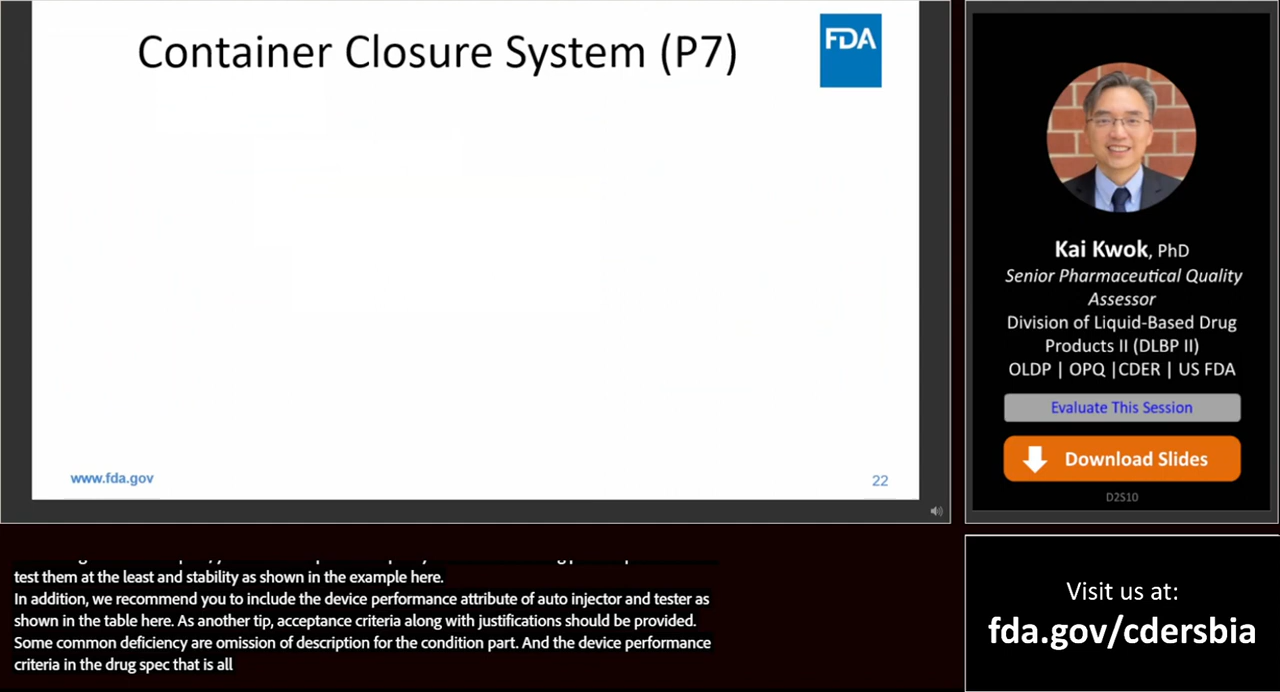 Container Closure System (P7)
FDA
www.fda.gov
22
Kai Kwok, PhD
Senior Pharmaceutical Quality
Assessor
Division of Liquid-Based Drug
Products II (DLBP II)
OLDP | OPQ |CDER | US FDA
Evaluate This Session
Download Slides
D2S10
test them at the least and stability as shown in the example here.
In addition, we recommend you to include the device performance attribute of auto injector and tester as
shown in the table here. As another tip, acceptance criteria along with justifications should be provided.
Some common deficiency are omission of description for the condition part. And the device performance
criteria in the drug spec that is all
Visit us at:
fda.gov/cdersbia